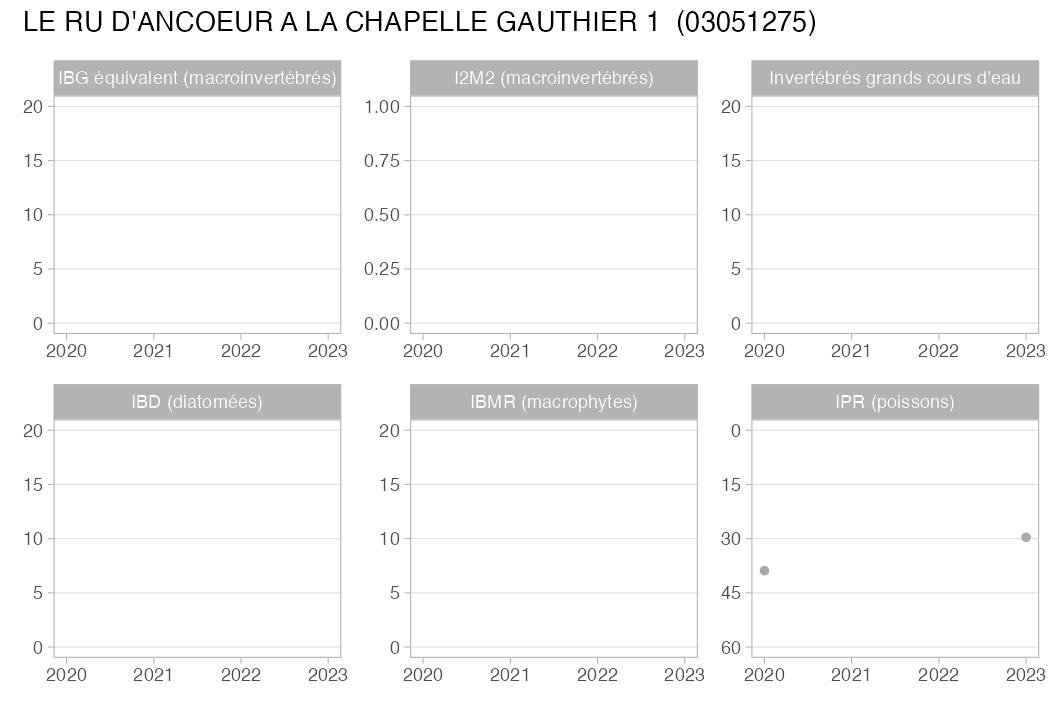 LE RU D'ANCOEUR A LA CHAPELLE GAUTHIER 1 (03051275)
IBG équivalent (macroinvertébrés)
20
15
10
5
0
2020 2021 2022 2023
I2M2 (macroinvertébrés)
1.00
0.75
0.50
0.25
0.00
2020 2021 2022 2023
Invertébrés grands cours d'eau
20
15
10
5
0
2020 2021 2022 2023
IBD (diatomées)
20
15
10
5
0
2020 2021 2022 2023
IBMR (macrophytes)
20
15
10
5
0
2020 2021 2022 2023
IPR (poissons)
0
15
30
45
60
2020 2021 2022 2023